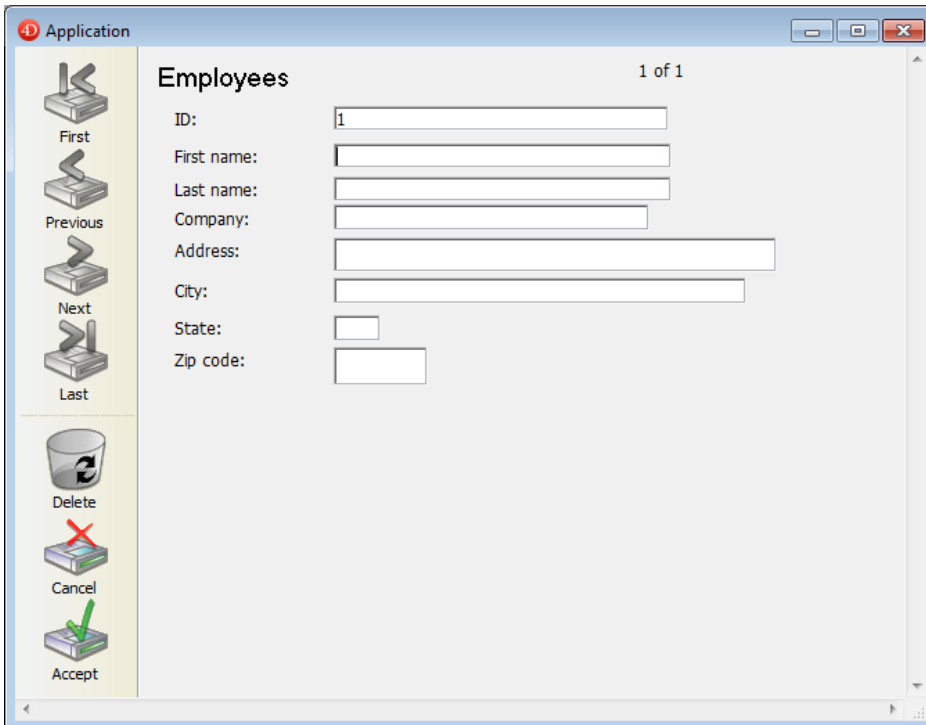 4D Application
First
Previous
Next
Last
Delete
Cancel
Accept
Employees
1 of 1
ID: 1
First name:
Last name:
Company:
Address:
City:
State:
Zip code: